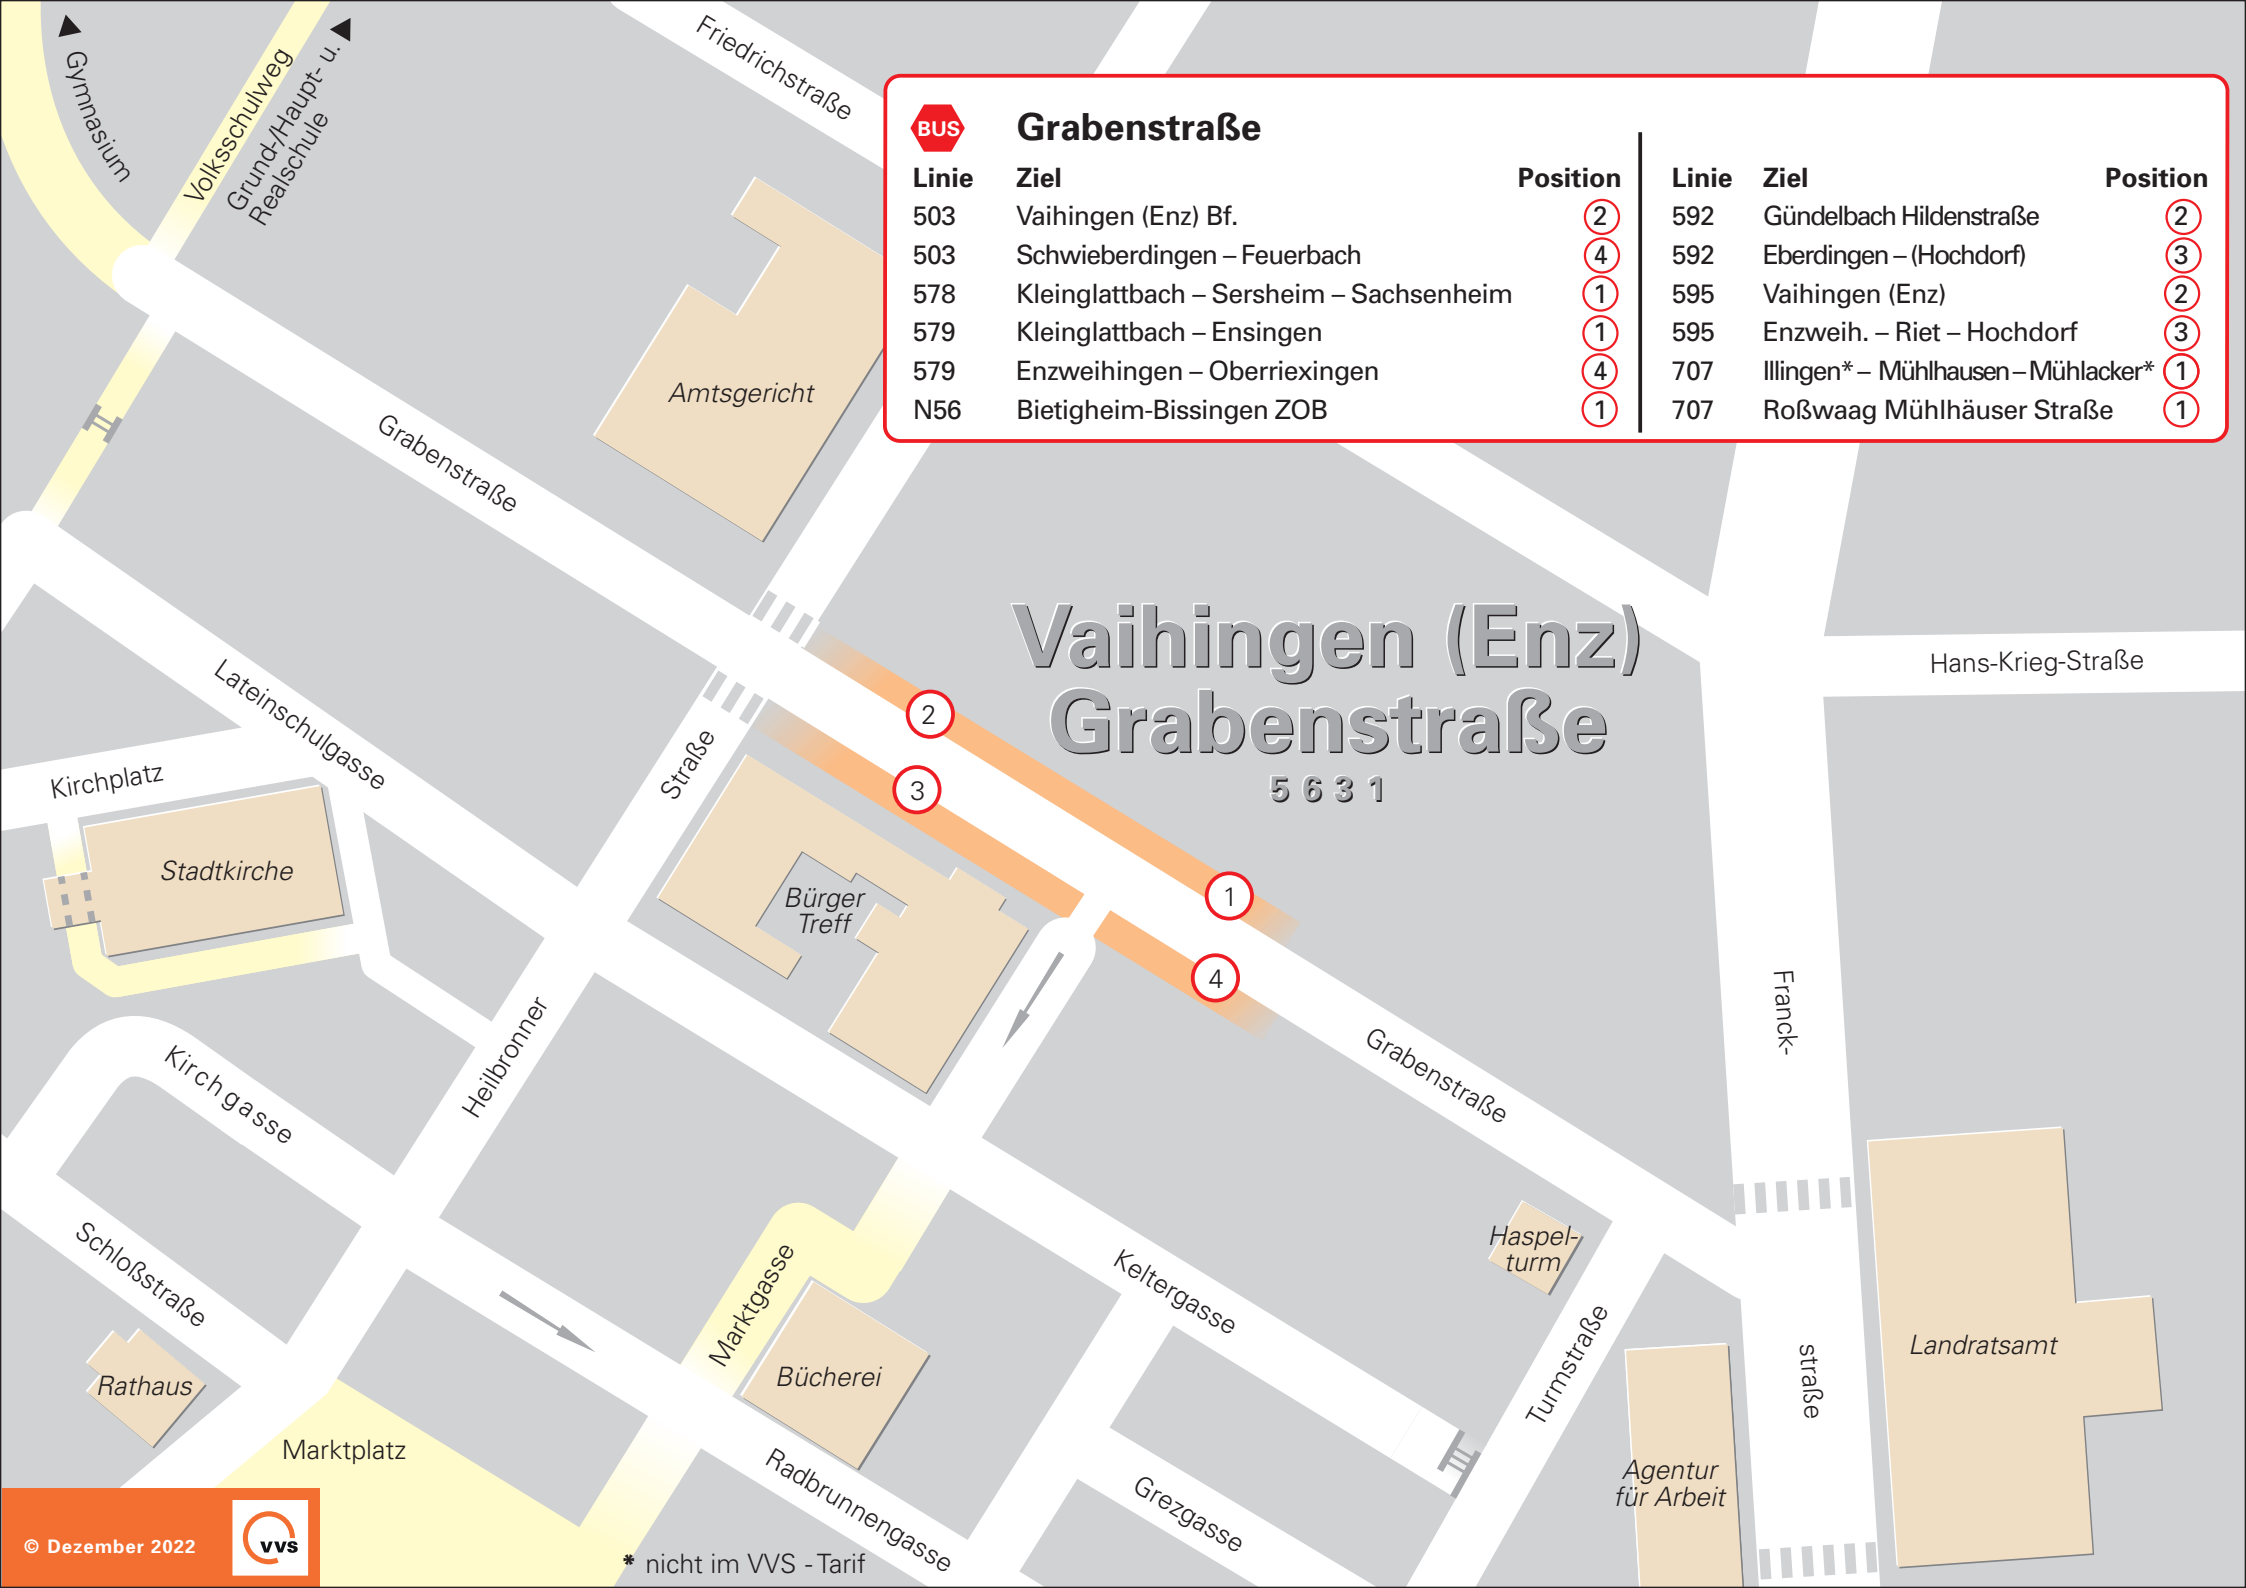 Gymnasium
Volksschulweg
Grund-/Haupt- u.
Realschule
Friedrichstraße
BUS
Grabenstraße
Linie Ziel Position
503 Vaihingen (Enz) Bf. 2
503 Schwieberdingen – Feuerbach 4
578 Kleinglattbach – Sersheim – Sachsenheim 1
579 Kleinglattbach – Ensingen 1
579 Enzweihingen – Oberriexingen 4
N56 Bietigheim-Bissingen ZOB 1
Linie Ziel Position
592 Gündelbach Hildenstraße 2
592 Eberdingen – (Hochdorf) 3
595 Vaihingen (Enz) 2
595 Enzweih. – Riet – Hochdorf 3
707 Illingen* – Mühlhausen – Mühlacker* 1
707 Roßwaag Mühlhäuser Straße 1
Amtsgericht
Grabenstraße
Vaihingen (Enz)
Grabenstraße
5631
Hans-Krieg-Straße
Lateinschulgasse
Kirchplatz
Straße
2
3
1
4
Stadtkirche
Bürger
Treff
Heilbronner
Kirchgasse
Grabenstraße
Franck-
straße
Schloßstraße
Marktgasse
Keltergasse
Haspel-
turm
Turmstraße
Landratsamt
Rathaus
Bücherei
Marktplatz
Radbrunnengasse
Grezgasse
Agentur
für Arbeit
© Dezember 2022
VVS
* nicht im VVS - Tarif